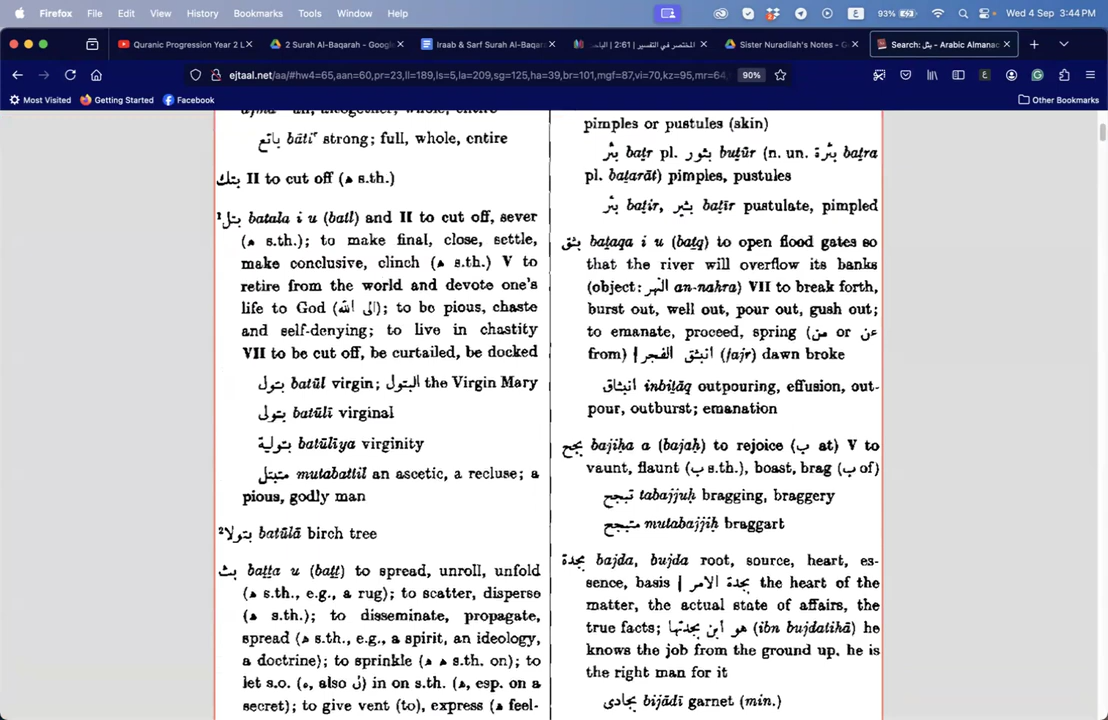 Firefox File Edit View History Bookmarks Tools Window Help 93% Wed 4 Sep 3:44PM
Quranic Progression Year 2 L
2 Surah Al-Baqarah - Google
Iraab & Sarf Surah Al-Baqara
المختصر في التفسير | 2:61 | الباحث
Sister Nuradilah's Notes - Goo
Search: بث - Arabic Almanac
ejtaal.net/aa/#hw4=65,aan=60,pr=23,ll=189,ls=5,la=209,sg=125,ha=39,br=101,mgf=87,vi=70,kz=95,mr=64, 90%
Most Visited Getting Started Facebook Other Bookmarks
ajmaʿ all, altogether, whole, entire
باتع bātiʿ strong; full, whole, entire
بتك II to cut off (ه s.th.)
¹بتل batala i u (batl) and II to cut off, sever
(ه s.th.); to make final, close, settle,
make conclusive, clinch (ه s.th.) V to
retire from the world and devote one's
life to God (الى الله); to be pious, chaste
and self-denying; to live in chastity
VII to be cut off, be curtailed, be docked
بتول batūl virgin; البتول the Virgin Mary
بتولى batūlī virginal
بتولية batūlīya virginity
متبتل mutabattil an ascetic, a recluse; a
pious, godly man
²بتولا batūlā birch tree
بث baṯṯa u (baṯṯ) to spread, unroll, unfold
(ه s.th., e.g., a rug); to scatter, disperse
(ه s.th.); to disseminate, propagate,
spread (ه s.th., e.g., a spirit, an ideology,
a doctrine); to sprinkle (ه ه s.th. on); to
let s.o. (ه, also ل) in on s.th. (ه, esp. on a
secret); to give vent (to), express (ه feel-
pimples or pustules (skin)
بثر baṯr pl. بثور buṯūr (n. un. بثرة baṯra
pl. baṯarāt) pimples, pustules
بثر baṯir, بثير baṯīr pustulate, pimpled
بثق baṯaqa i u (baṯq) to open flood gates so
that the river will overflow its banks
(object: النهر an-nahra) VII to break forth,
burst out, well out, pour out, gush out;
to emanate, proceed, spring (من or عن
from) | انبثق الفجر (fajr) dawn broke
انبثاق inbiṯāq outpouring, effusion, out-
pour, outburst; emanation
بجح bajiḥa a (bajaḥ) to rejoice (ب at) V to
vaunt, flaunt (ب s.th.), boast, brag (ب of)
تبجح tabajjuḥ bragging, braggery
متبجح mutabajjiḥ braggart
بجدة bajda, bujda root, source, heart, es-
sence, basis | بجدة الامر the heart of the
matter, the actual state of affairs, the
true facts; هو ابن بجدتها (ibn bujdatihā) he
knows the job from the ground up, he is
the right man for it
بجادى bijādī garnet (min.)